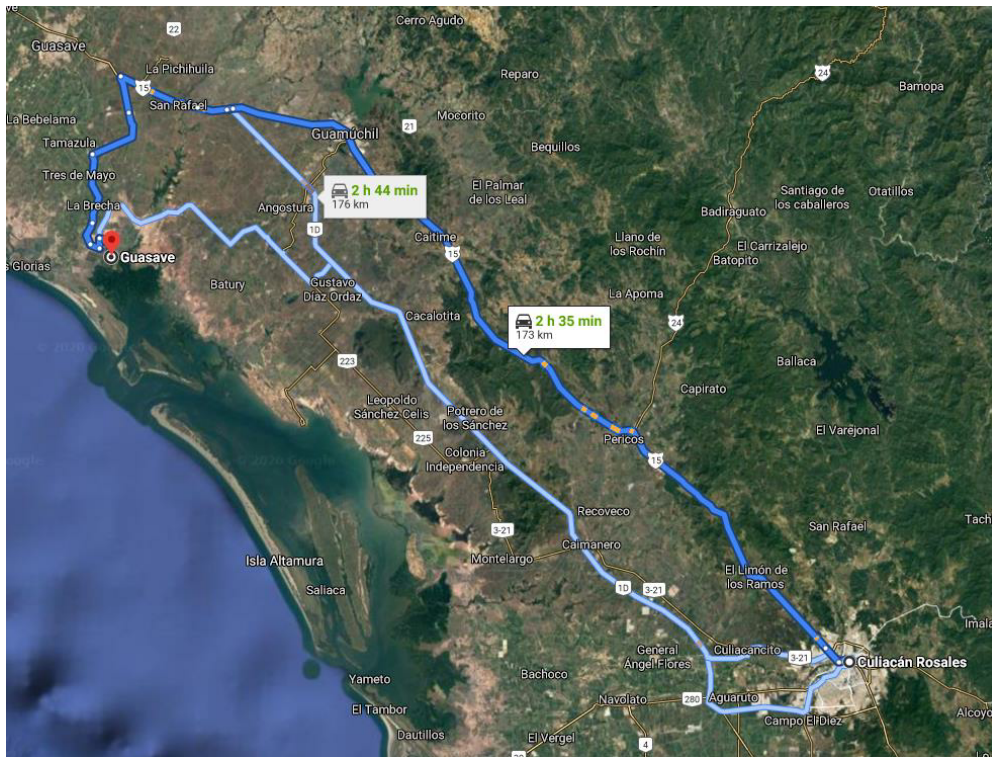 ve
Cerro Agudo
22
Guasave
La Pichihuila
Reparo
24
Bamopa
15
San Rafael
La Bebelama
Mocorito
Guamúchil
21
Tamazula
Bequillos
Tres de Mayo
2 h 44 min
176 km
El Palmar
de los Leal
Santiago de
los caballeros
Otatillos
La Brecha
Angostura
Badiraguato
1D
Caitime
Llano de
los Rochín
El Carrizalejo
Batopito
15
Guasave
s Glorias
Batury
Gustavo
Díaz Ordaz
La Apoma
Cacalotita
2 h 35 min
173 km
24
223
Ballaca
Capirato
Leopoldo
Sánchez Celis
Potrero de
los Sánchez
El Varejonal
225
Pericos
Colonia
Independencia
15
Recoveco
Tach
3-21
San Rafael
Caimanero
Isla Altamura
Montelargo
El Limón de
los Ramos
Saliaca
1D
3-21
Imala
General
Ángel Flores
Culiacancito
3-21
Culiacán Rosales
Yameto
Bachoco
Navolato
280
Aguaruto
El Tambor
Campo El Diez
Alcoyo
Dautillos
El Vergel
4